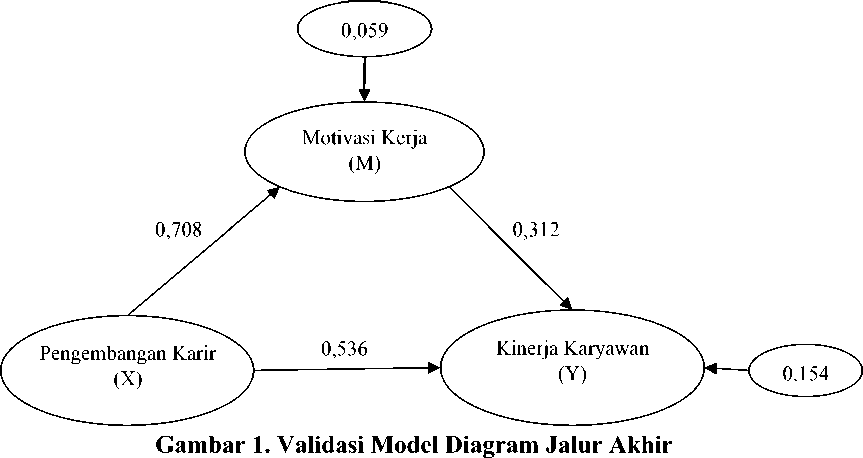 0,059
Motivasi Kerja
(M)
0,708
0,312
Pengembangan Karir
(X)
0,536
Kinerja Karyawan
(Y)
0,154
Gambar 1. Validasi Model Diagram Jalur Akhir